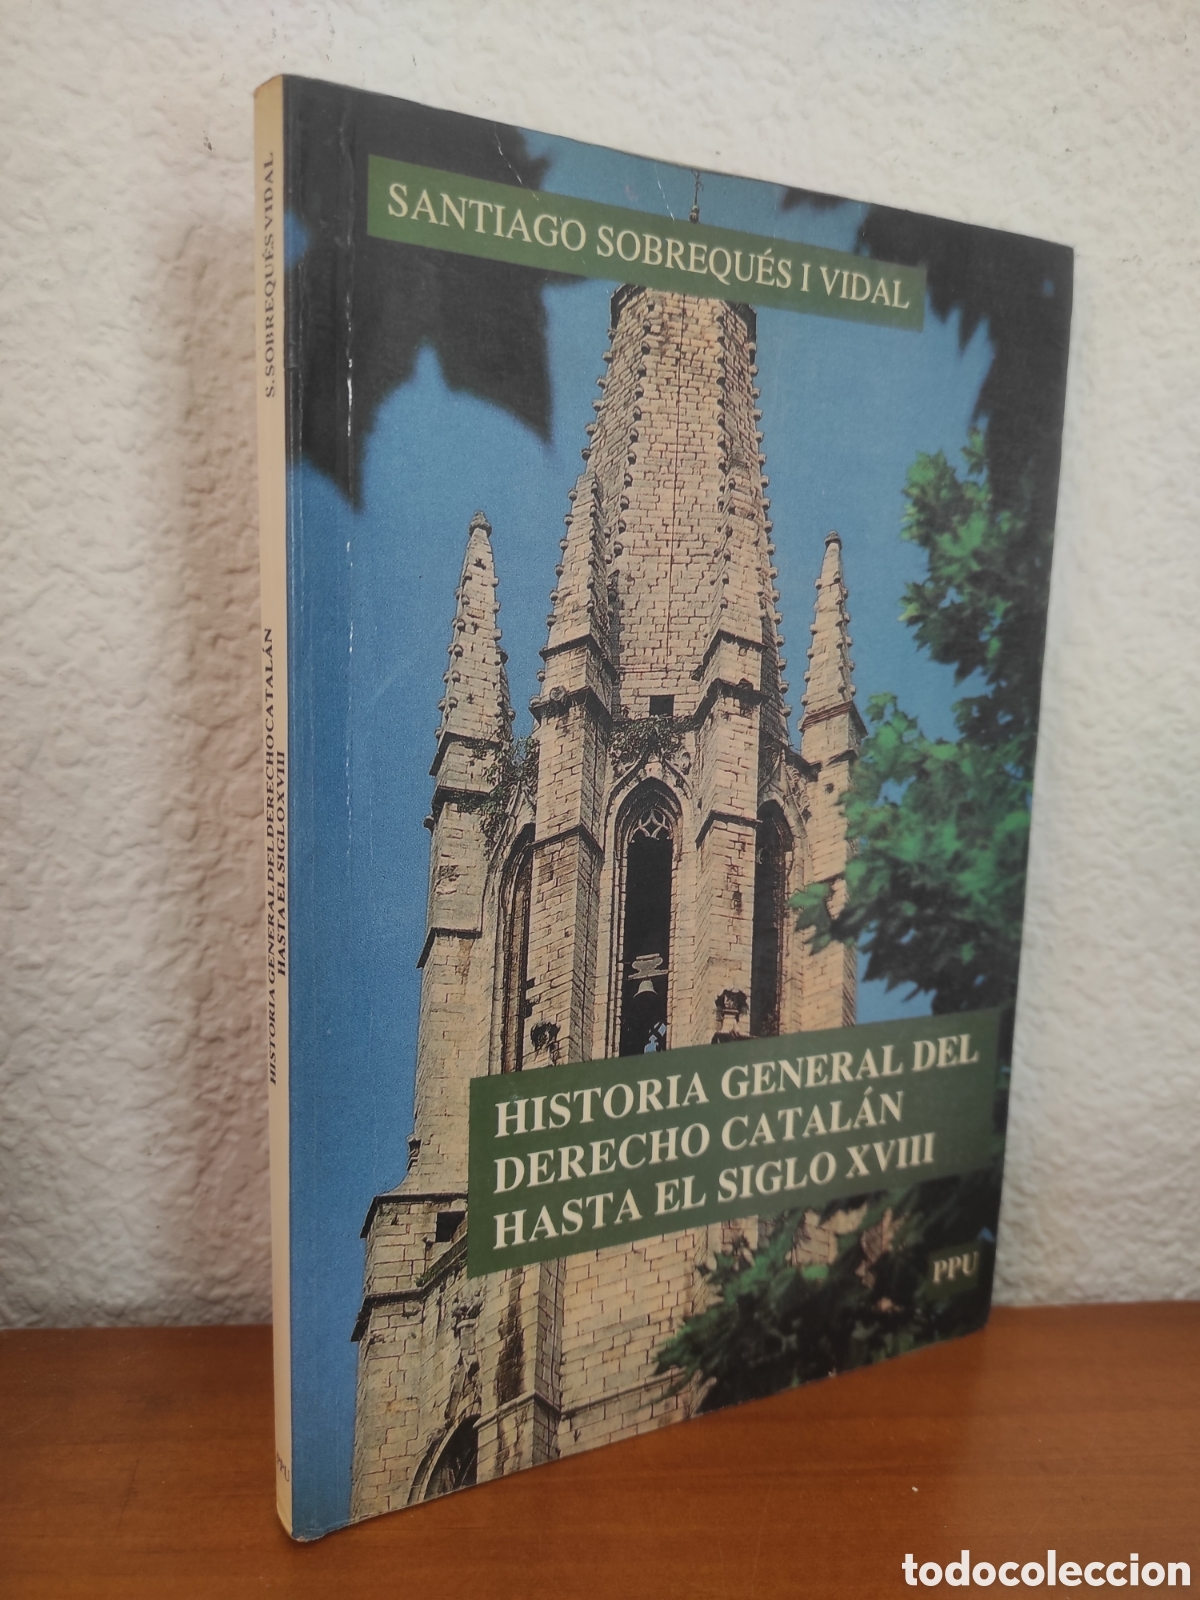 SANTIAGO SOBREQUÉS I VIDAL
HISTORIA GENERAL DEL
DERECHO CATALÁN
HASTA EL SIGLO XVIII
PPU
S. SOBREQUÉS VIDAL
HISTORIA GENERAL DEL DERECHO CATALÁN
HASTA EL SIGLO XVIII
PPU
todocoleccion